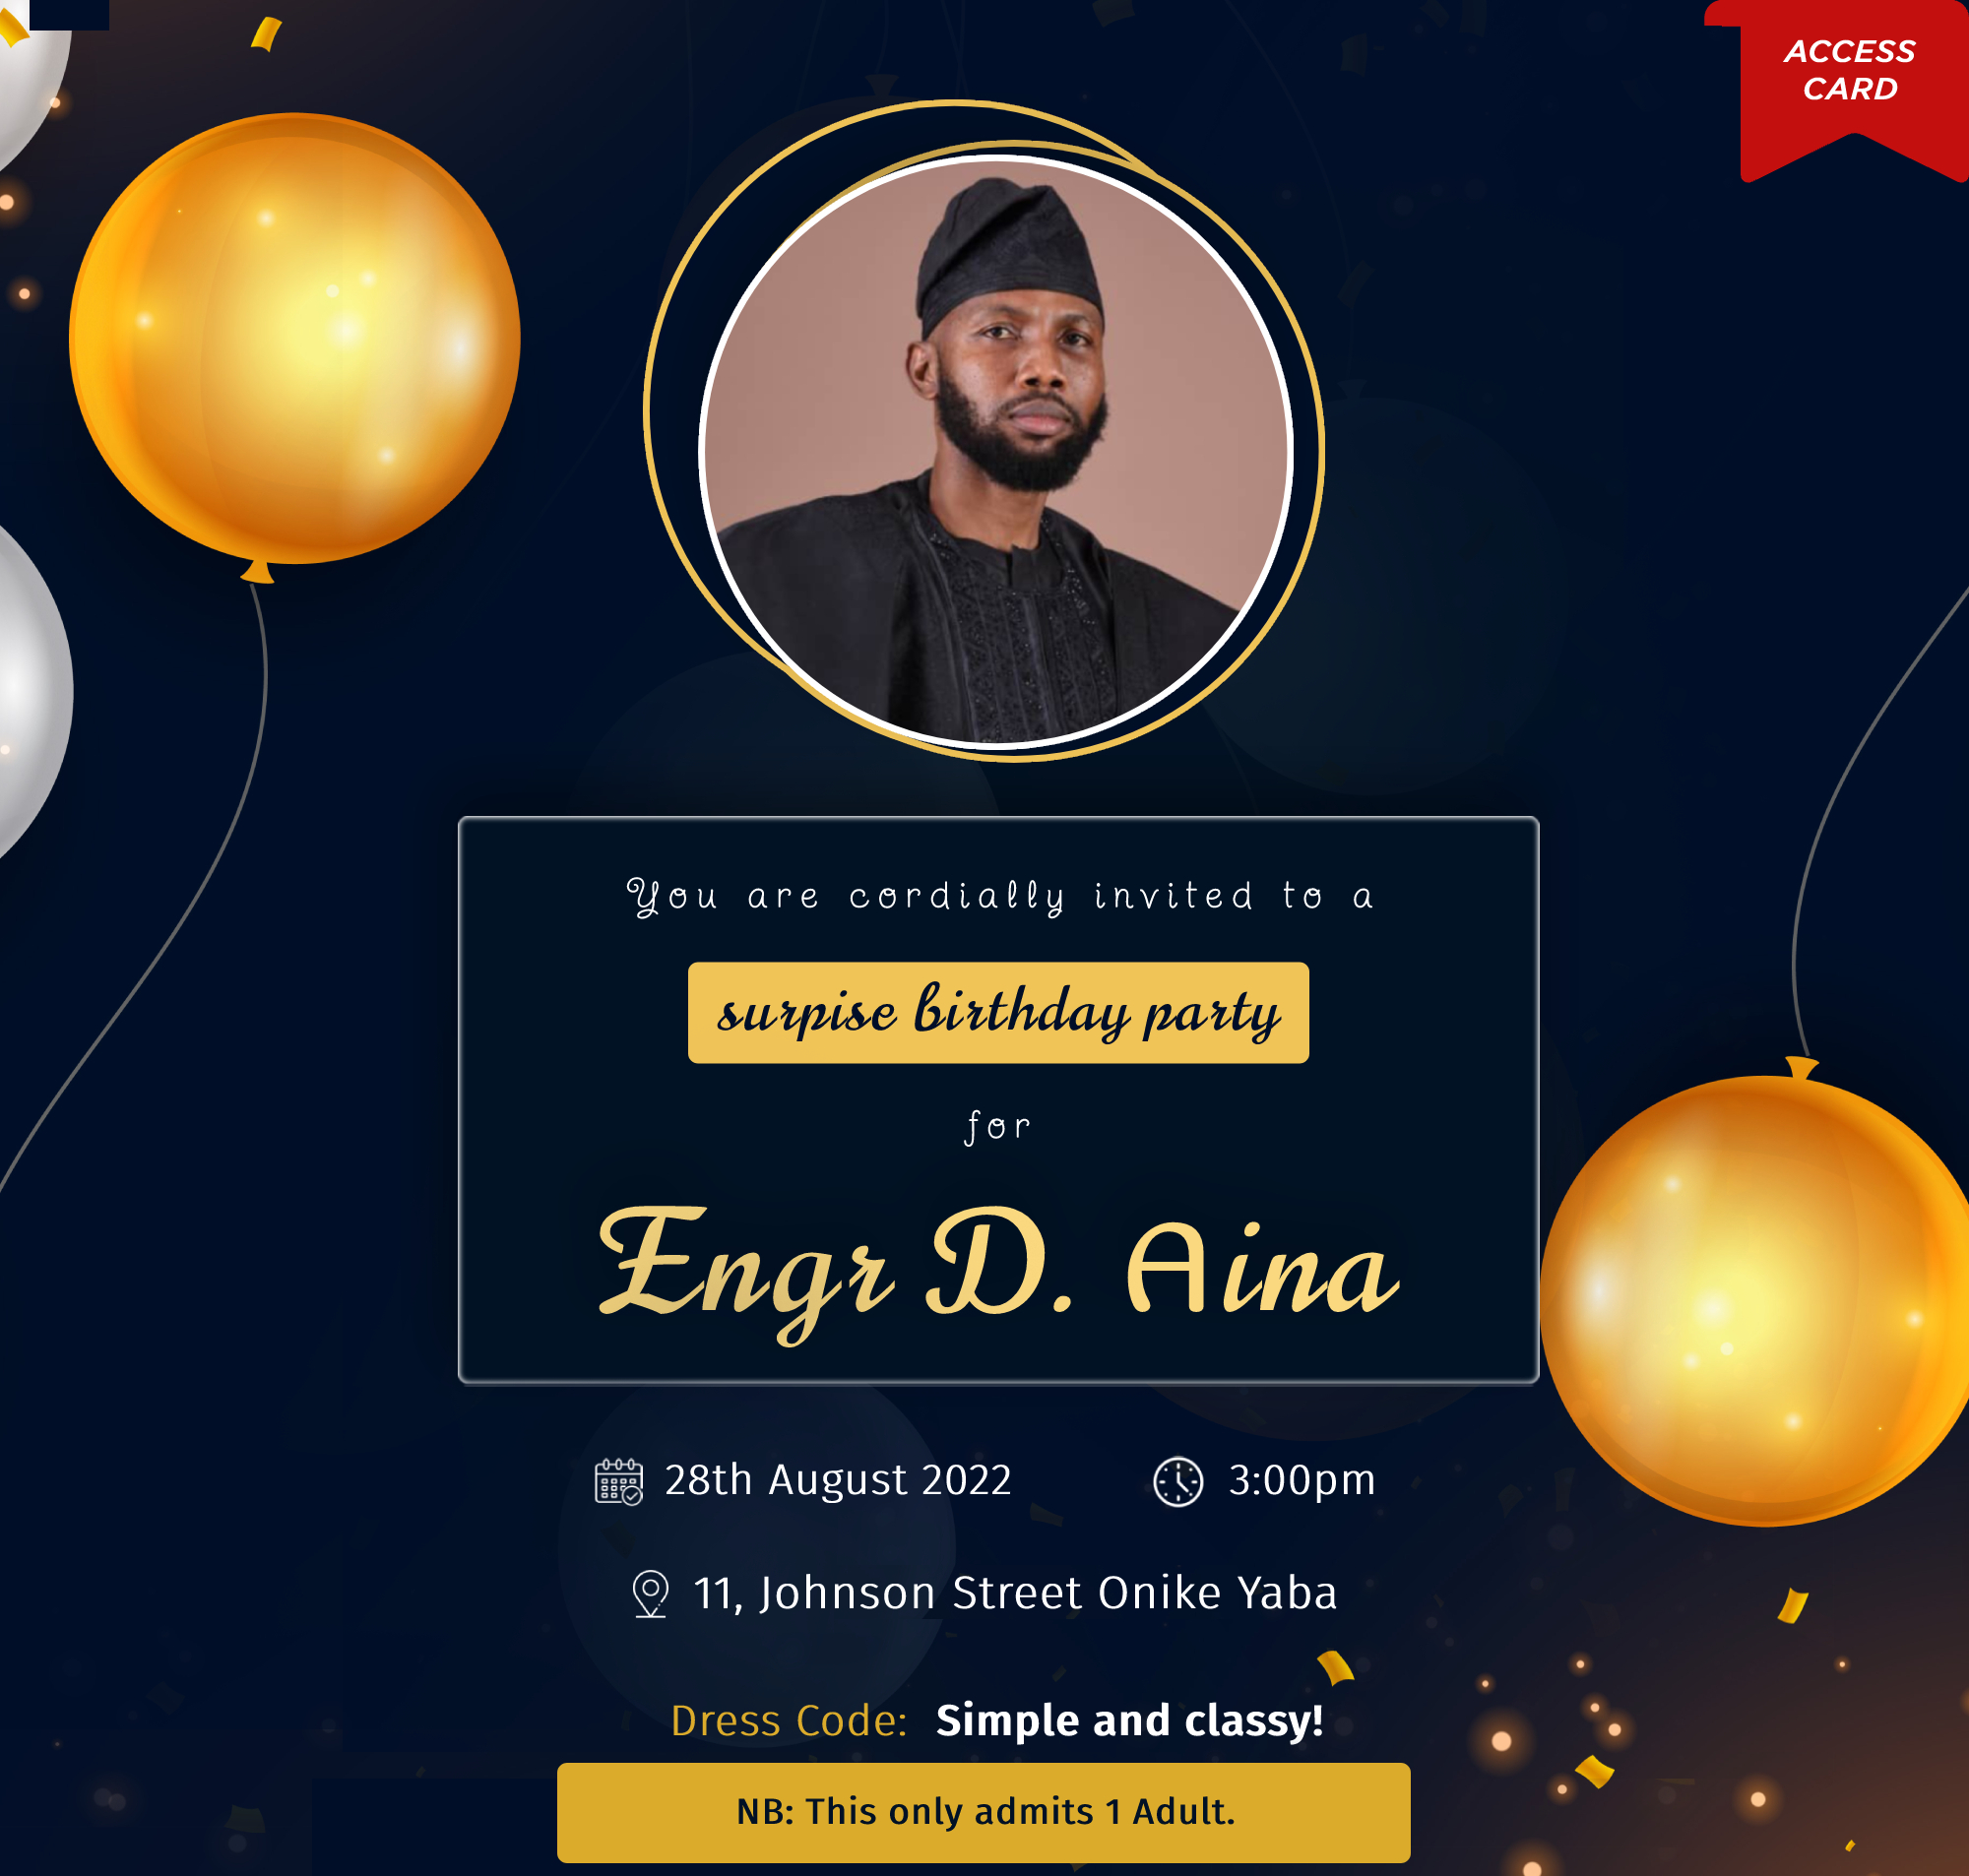 ACCESS
CARD
You are cordially invited to a
surpise birthday party
for
Engr D. Aina
28th August 2022
3:00pm
11, Johnson Street Onike Yaba
Dress Code: Simple and classy!
NB: This only admits 1 Adult.